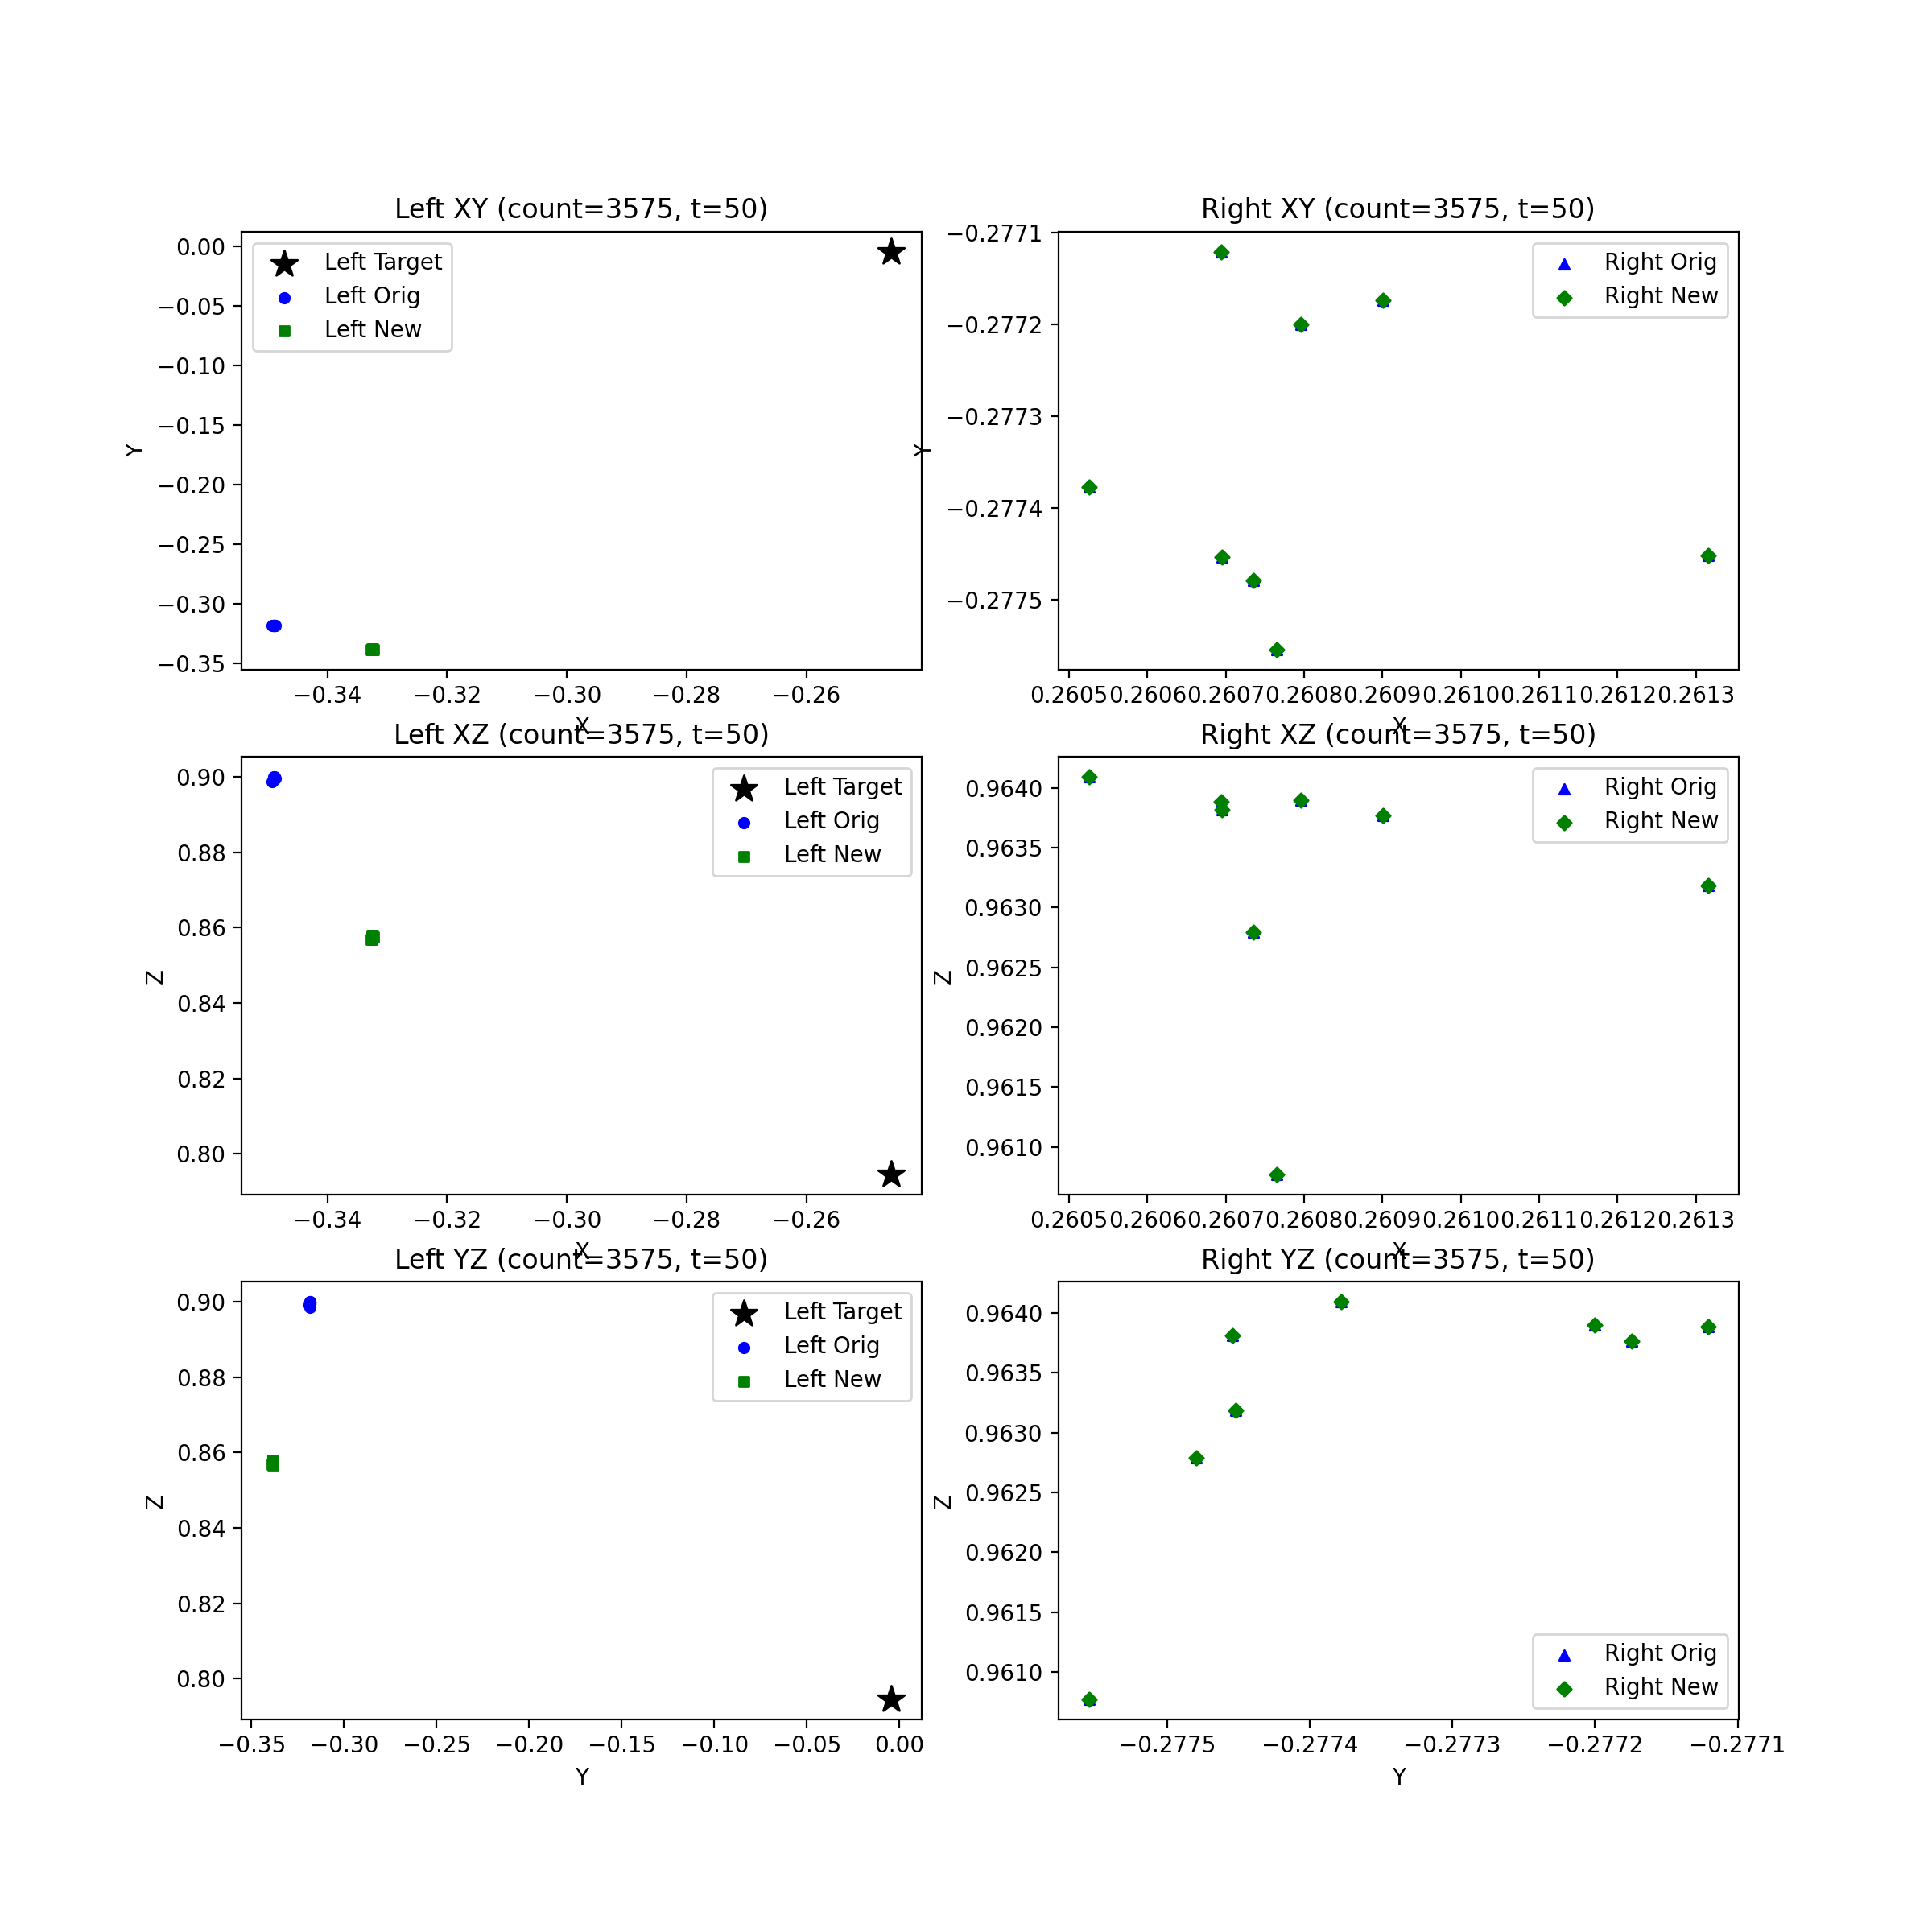 Left XY (count=3575, t=50)
0.00
−0.05
−0.10
−0.15
−0.20
−0.25
−0.30
−0.35
Y
Left Target
Left Orig
Left New
−0.34 −0.32 −0.30 −0.28 −0.26
X
Right XY (count=3575, t=50)
−0.2771
−0.2772
−0.2773
−0.2774
−0.2775
Y
Right Orig
Right New
0.2605 0.2606 0.2607 0.2608 0.2609 0.2610 0.2611 0.2612 0.2613
X
Left XZ (count=3575, t=50)
0.90
0.88
0.86
0.84
0.82
0.80
Z
Left Target
Left Orig
Left New
−0.34 −0.32 −0.30 −0.28 −0.26
X
Right XZ (count=3575, t=50)
0.9640
0.9635
0.9630
0.9625
0.9620
0.9615
0.9610
Z
Right Orig
Right New
0.2605 0.2606 0.2607 0.2608 0.2609 0.2610 0.2611 0.2612 0.2613
X
Left YZ (count=3575, t=50)
0.90
0.88
0.86
0.84
0.82
0.80
Z
Left Target
Left Orig
Left New
−0.35 −0.30 −0.25 −0.20 −0.15 −0.10 −0.05 0.00
Y
Right YZ (count=3575, t=50)
0.9640
0.9635
0.9630
0.9625
0.9620
0.9615
0.9610
Z
Right Orig
Right New
−0.2775 −0.2774 −0.2773 −0.2772 −0.2771
Y